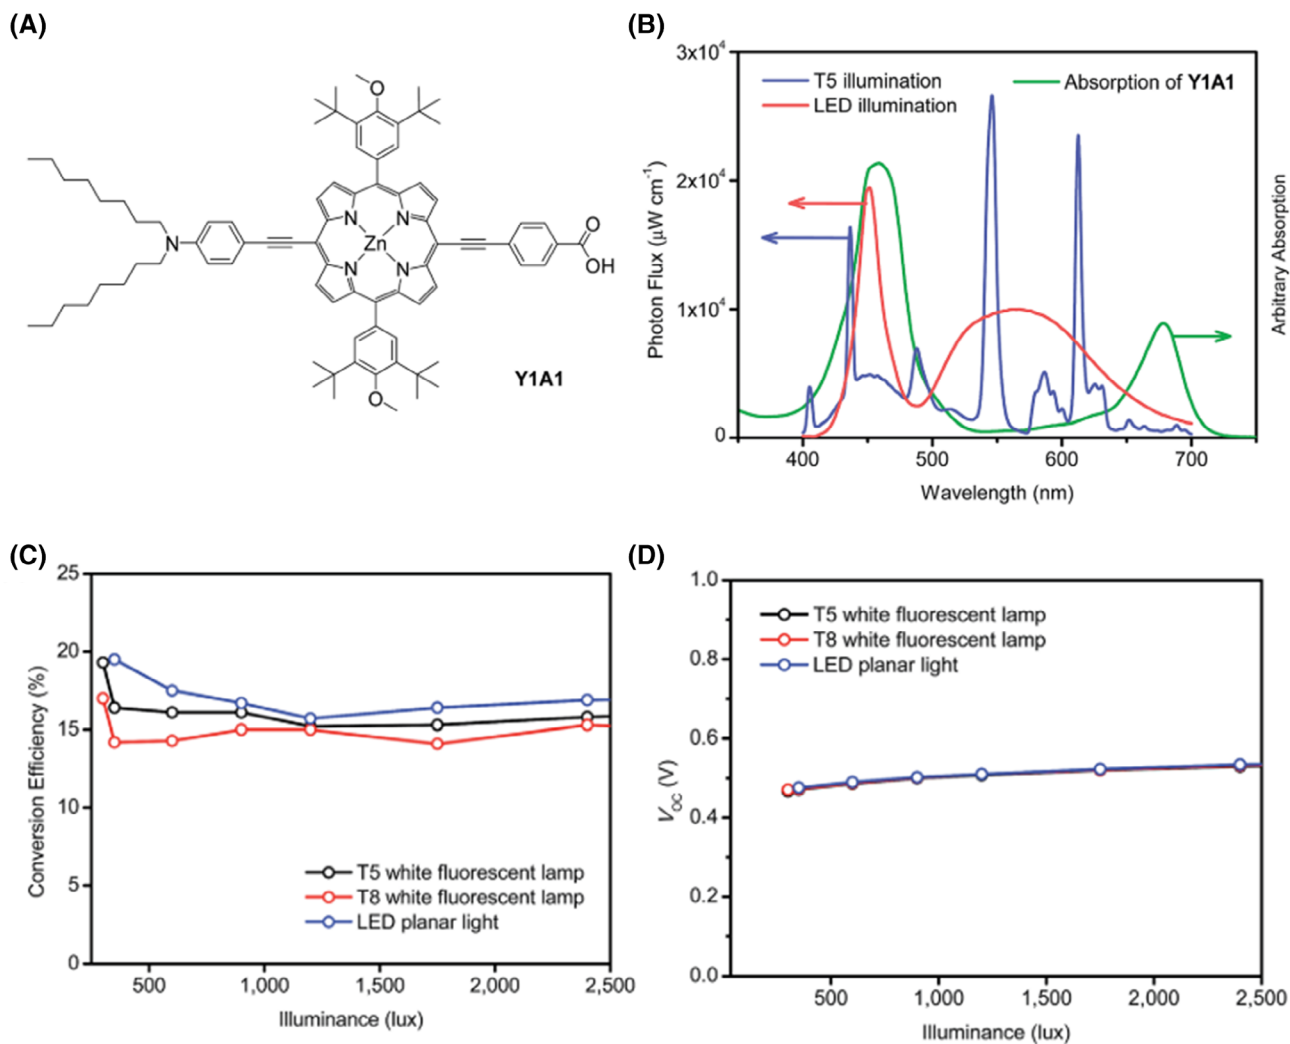 (A)
O
N
N
N
Zn
N
N
O
OH
O
Y1A1
(B)
3x10⁴
2x10⁴
1x10⁴
0
T5 illumination
LED illumination
Absorption of Y1A1
Photon Flux (μW cm⁻¹)
Arbitrary Absorption
400
500
600
700
Wavelength (nm)
(C)
25
20
15
10
5
0
Conversion Efficiency (%)
T5 white fluorescent lamp
T8 white fluorescent lamp
LED planar light
500
1,000
1,500
2,000
2,500
Illuminance (lux)
(D)
1.0
0.8
0.6
0.4
0.2
0.0
V_OC (V)
T5 white fluorescent lamp
T8 white fluorescent lamp
LED planar light
500
1,000
1,500
2,000
2,500
Illuminance (lux)